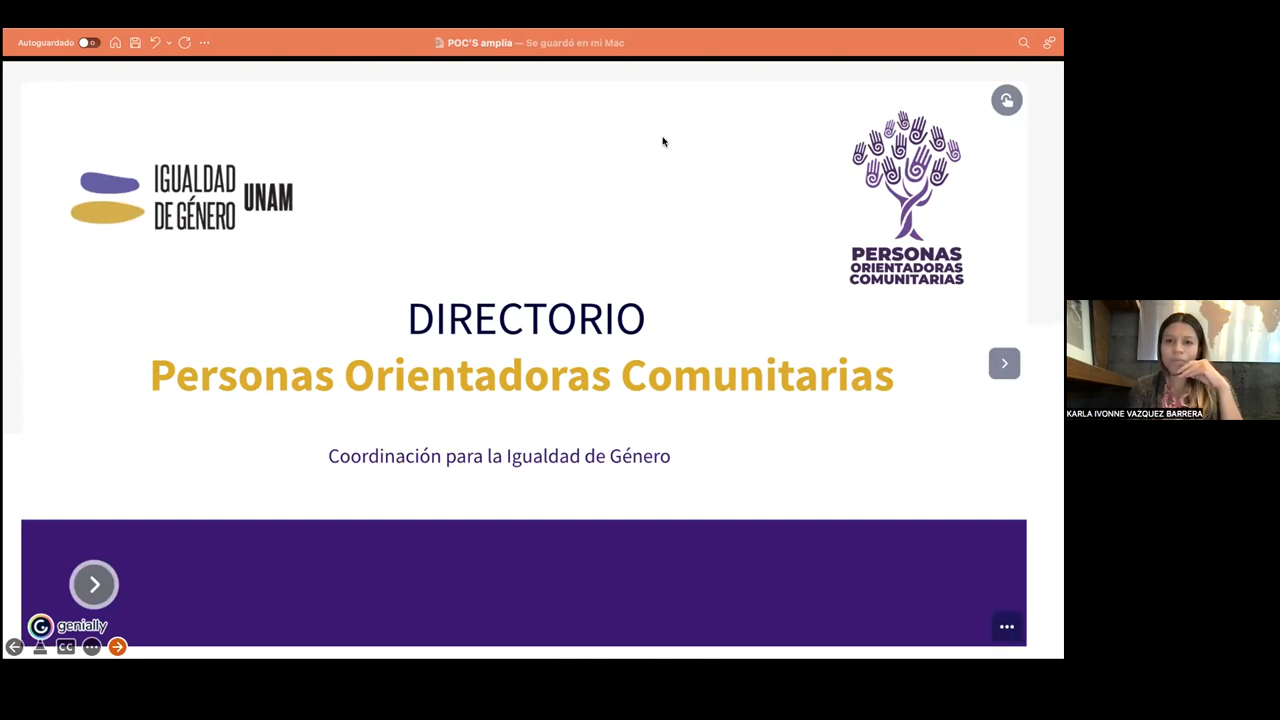 Autoguardado
POC'S amplia — Se guardó en mi Mac
IGUALDAD
DE GÉNERO
UNAM
PERSONAS
ORIENTADORAS
COMUNITARIAS
DIRECTORIO
Personas Orientadoras Comunitarias
Coordinación para la Igualdad de Género
KARLA IVONNE VAZQUEZ BARRERA
genially
CC